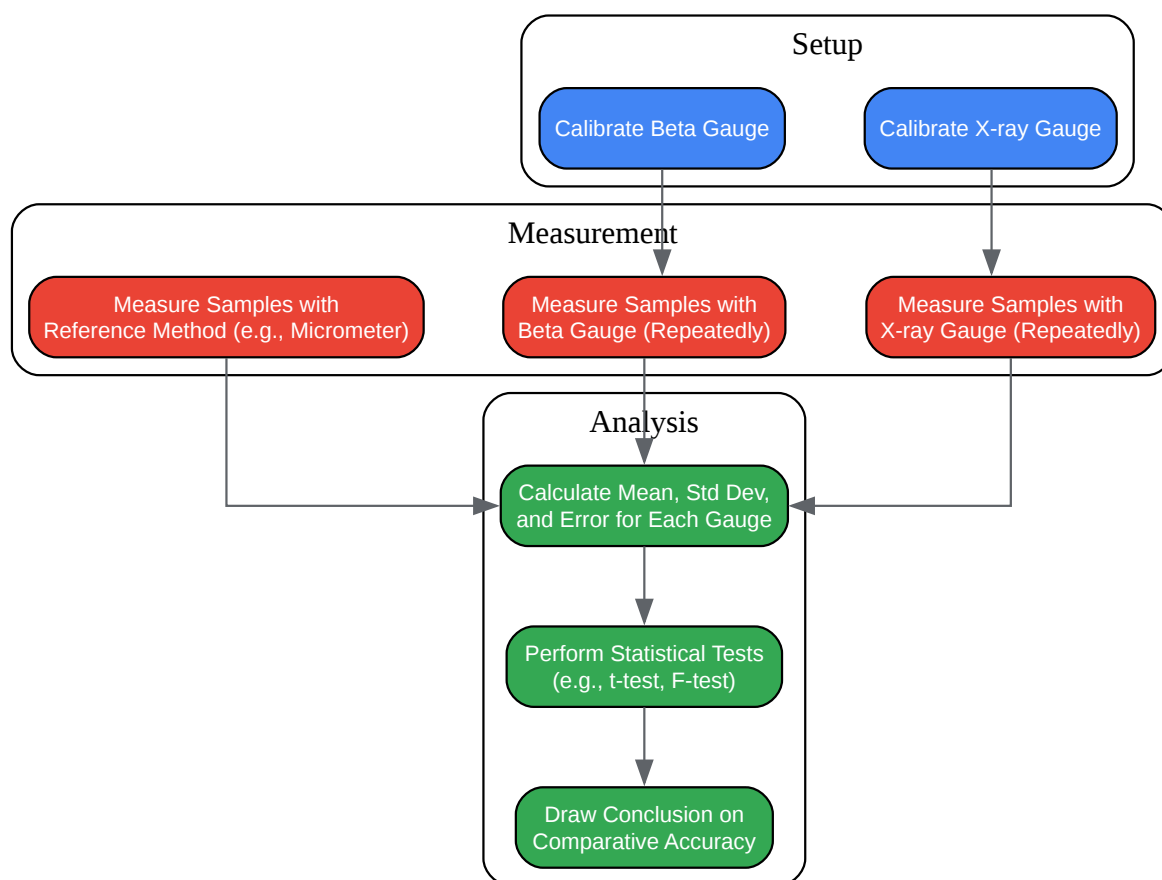 Setup
Calibrate Beta Gauge
Calibrate X-ray Gauge
Measurement
Measure Samples with
Reference Method (e.g., Micrometer)
Measure Samples with
Beta Gauge (Repeatedly)
Measure Samples with
X-ray Gauge (Repeatedly)
Analysis
Calculate Mean, Std Dev,
and Error for Each Gauge
Perform Statistical Tests
(e.g., t-test, F-test)
Draw Conclusion on
Comparative Accuracy